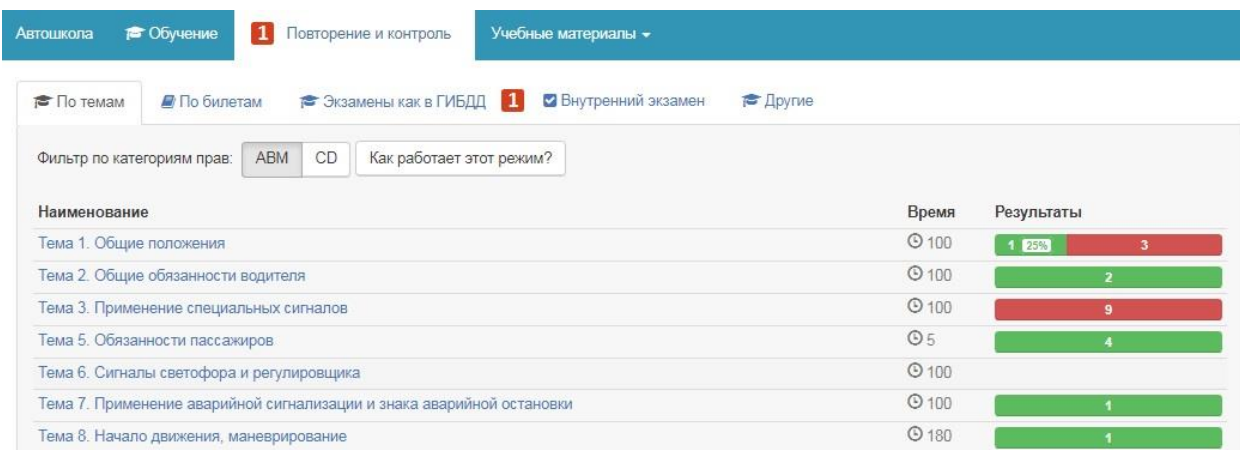 Автошкола Обучение 1 Повторение и контроль Учебные материалы
По темам По билетам Экзамены как в ГИБДД 1 Внутренний экзамен Другие
Фильтр по категориям прав: ABM CD Как работает этот режим?
Наименование Время Результаты
Тема 1. Общие положения 100 1 25% 3
Тема 2. Общие обязанности водителя 100 2
Тема 3. Применение специальных сигналов 100 9
Тема 5. Обязанности пассажиров 5 4
Тема 6. Сигналы светофора и регулировщика 100
Тема 7. Применение аварийной сигнализации и знака аварийной остановки 100 1
Тема 8. Начало движения, маневрирование 180 1